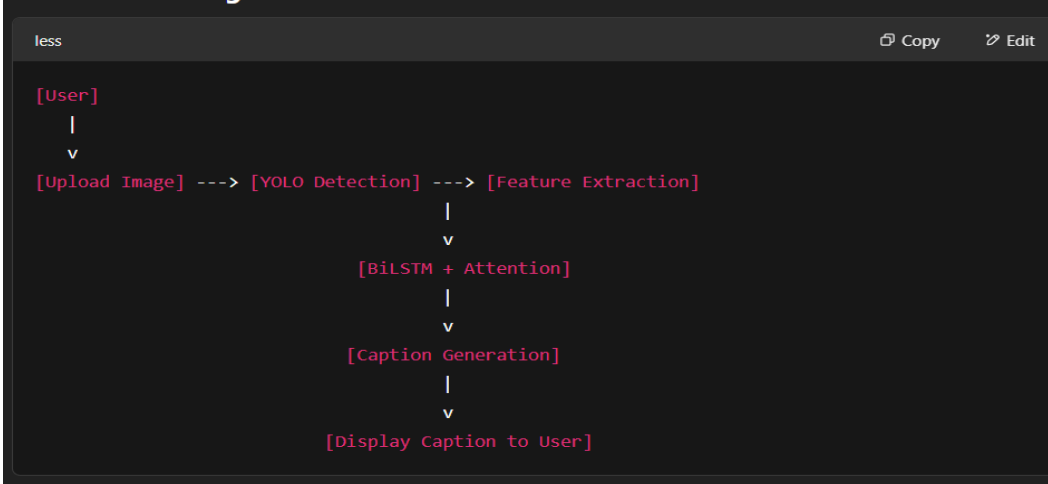 less
Copy
Edit
[User]
|
v
[Upload Image] ---> [YOLO Detection] ---> [Feature Extraction]
|
v
[BiLSTM + Attention]
|
v
[Caption Generation]
|
v
[Display Caption to User]